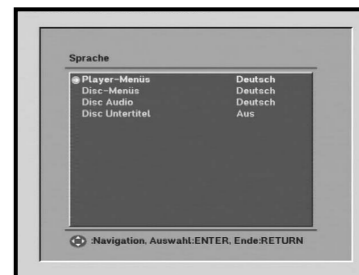 Sprache
Player-Menüs Deutsch
Disc-Menüs Deutsch
Disc Audio Deutsch
Disc Untertitel Aus
:Navigation, Auswahl:ENTER, Ende:RETURN